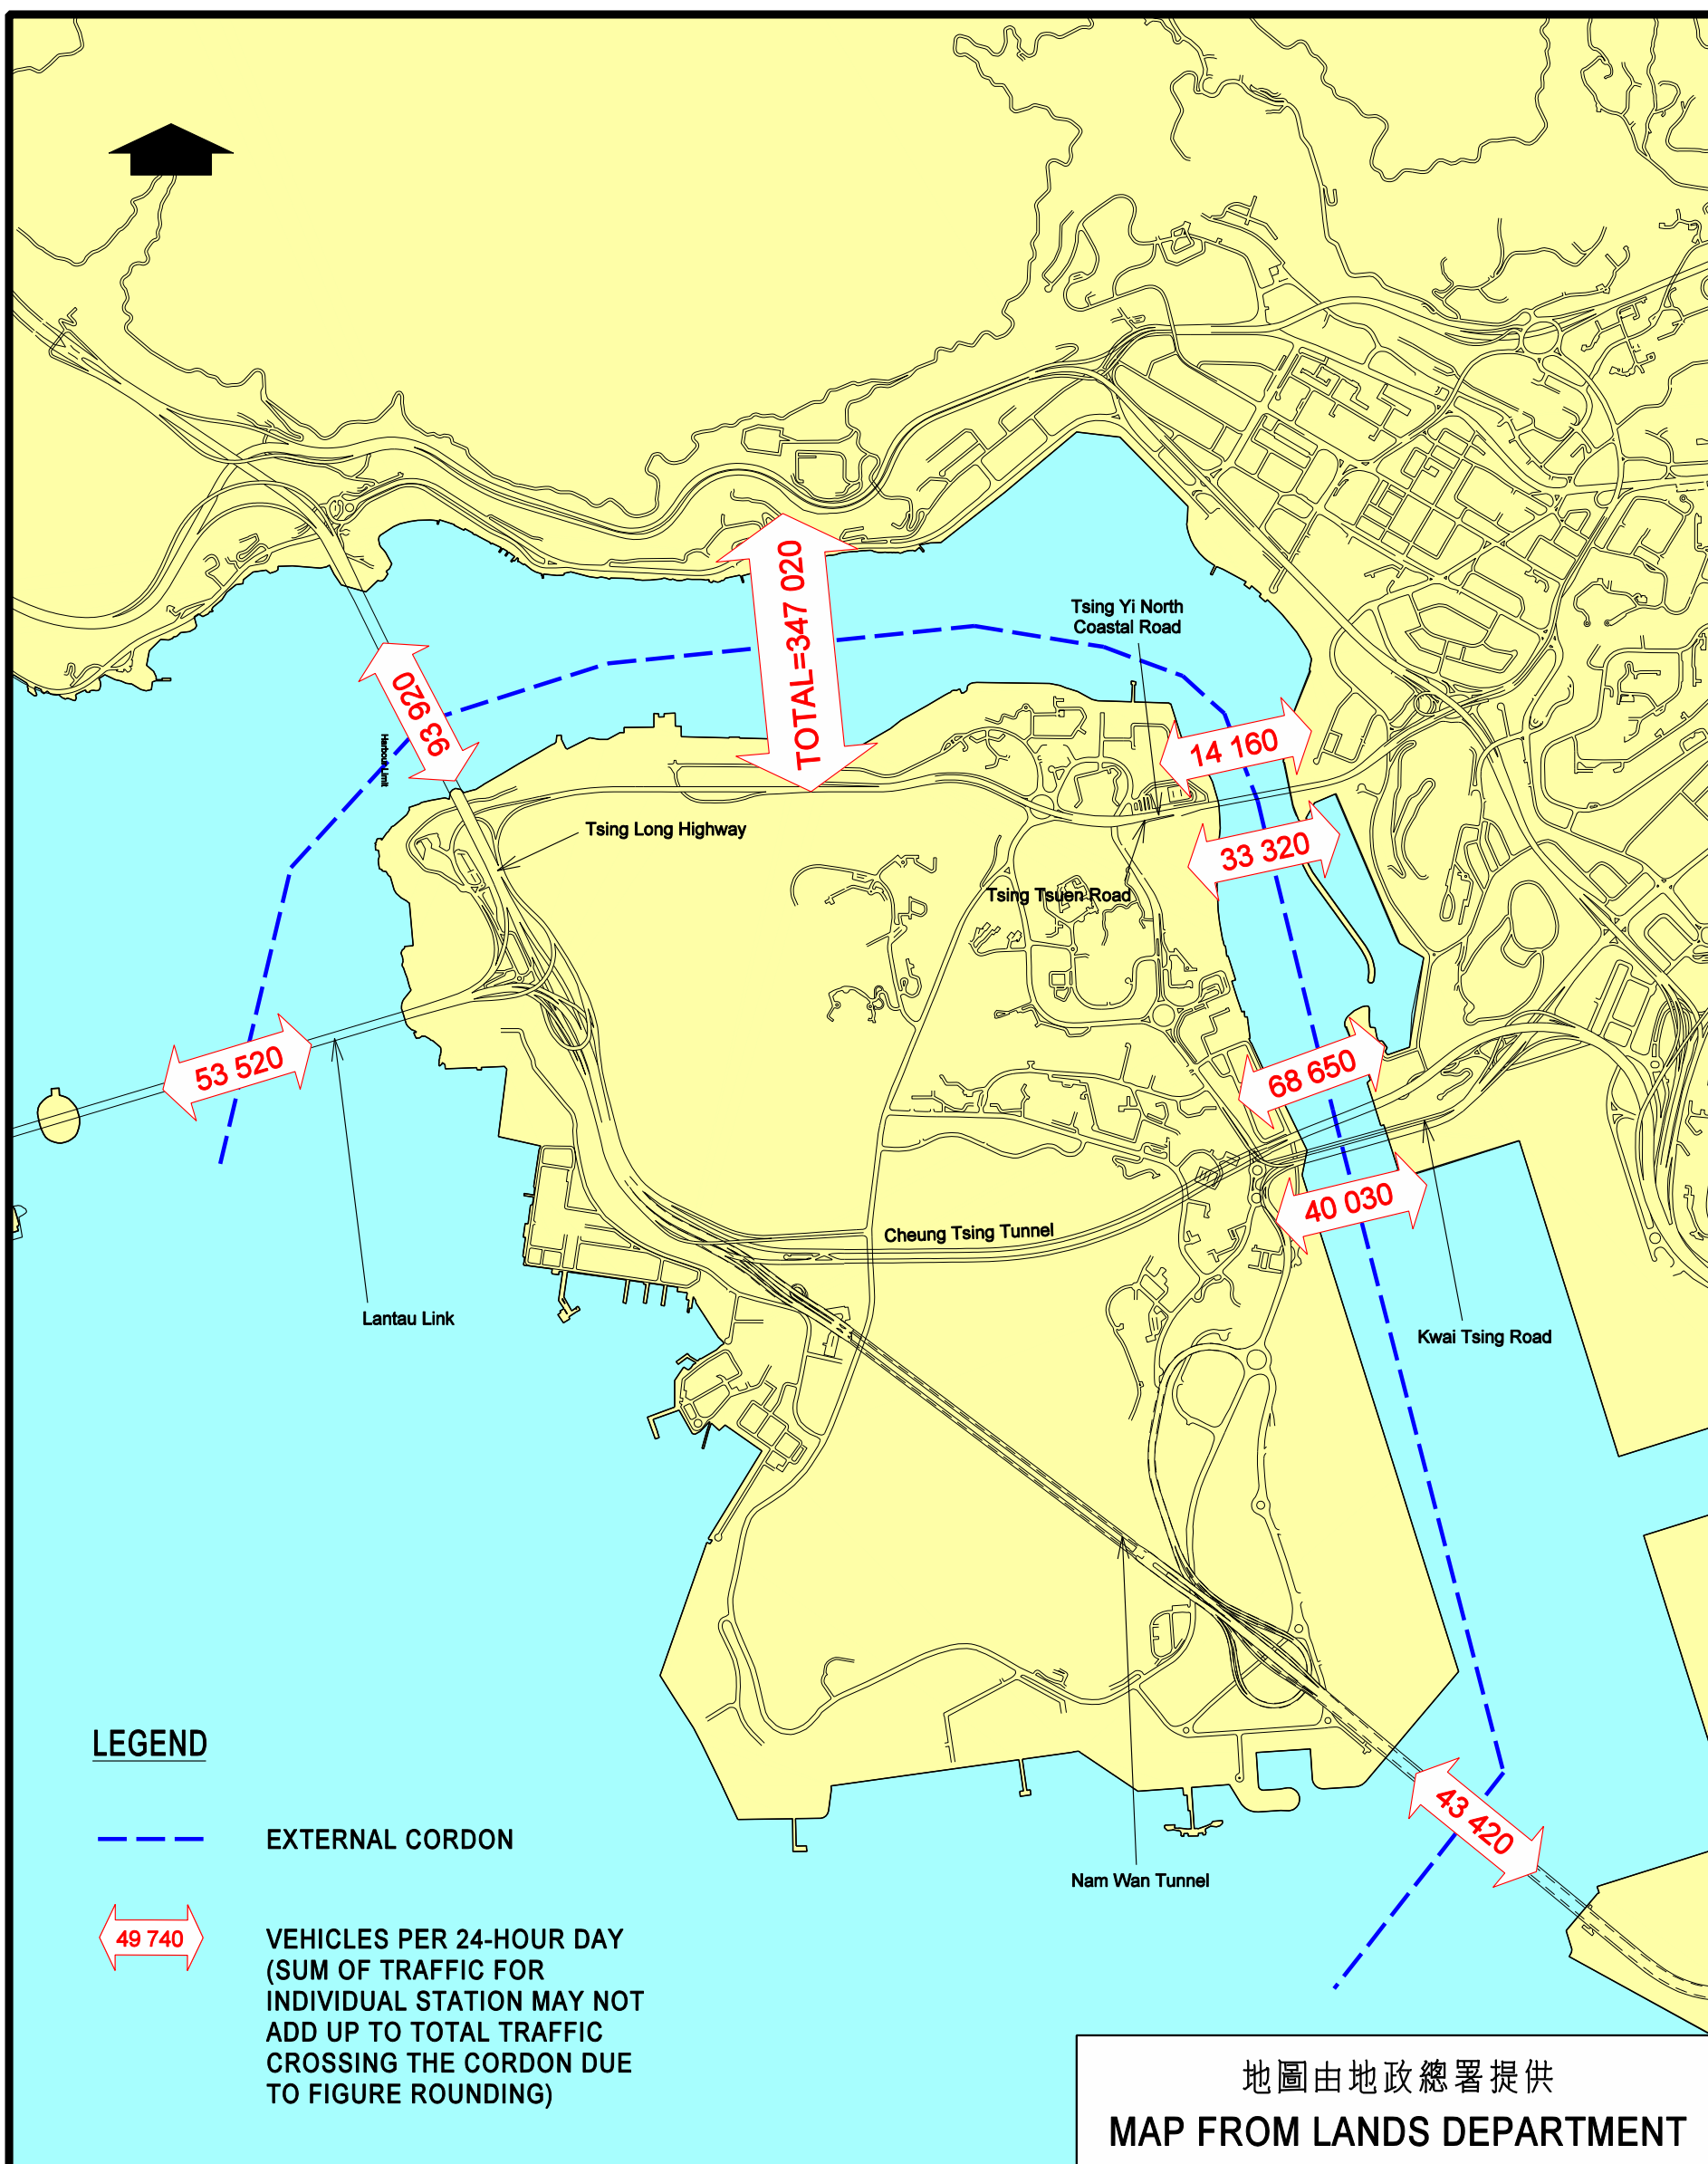 TOTAL=347 020
Tsing Yi North
Coastal Road
93 920
Harbour Limit
14 160
Tsing Long Highway
33 320
Tsing Tsuen Road
53 520
68 650
40 030
Cheung Tsing Tunnel
Lantau Link
Kwai Tsing Road
LEGEND
43 420
EXTERNAL CORDON
Nam Wan Tunnel
49 740
VEHICLES PER 24-HOUR DAY
(SUM OF TRAFFIC FOR
INDIVIDUAL STATION MAY NOT
ADD UP TO TOTAL TRAFFIC
CROSSING THE CORDON DUE
TO FIGURE ROUNDING)
地圖由地政總署提供
MAP FROM LANDS DEPARTMENT